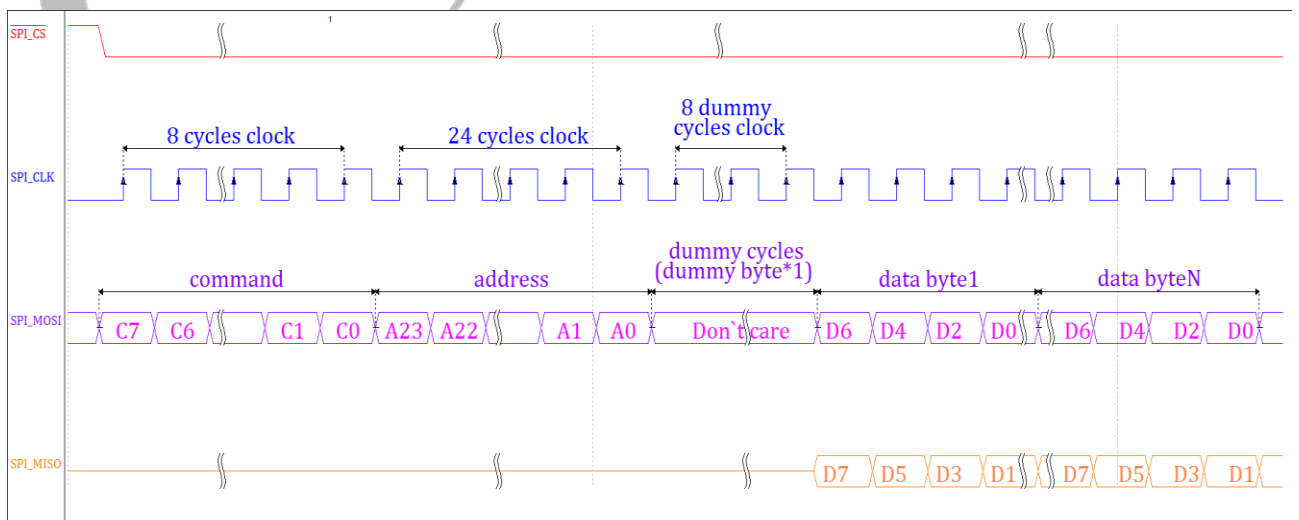 1
SPI_CS
8 cycles clock
24 cycles clock
8 dummy
cycles clock
SPI_CLK
command
address
dummy cycles
(dummy byte*1)
data byte1
data byteN
SPI_MOSI
C7 C6 C1 C0 A23 A22 A1 A0 Don`t care D6 D4 D2 D0 D6 D4 D2 D0
SPI_MISO
D7 D5 D3 D1 D7 D5 D3 D1